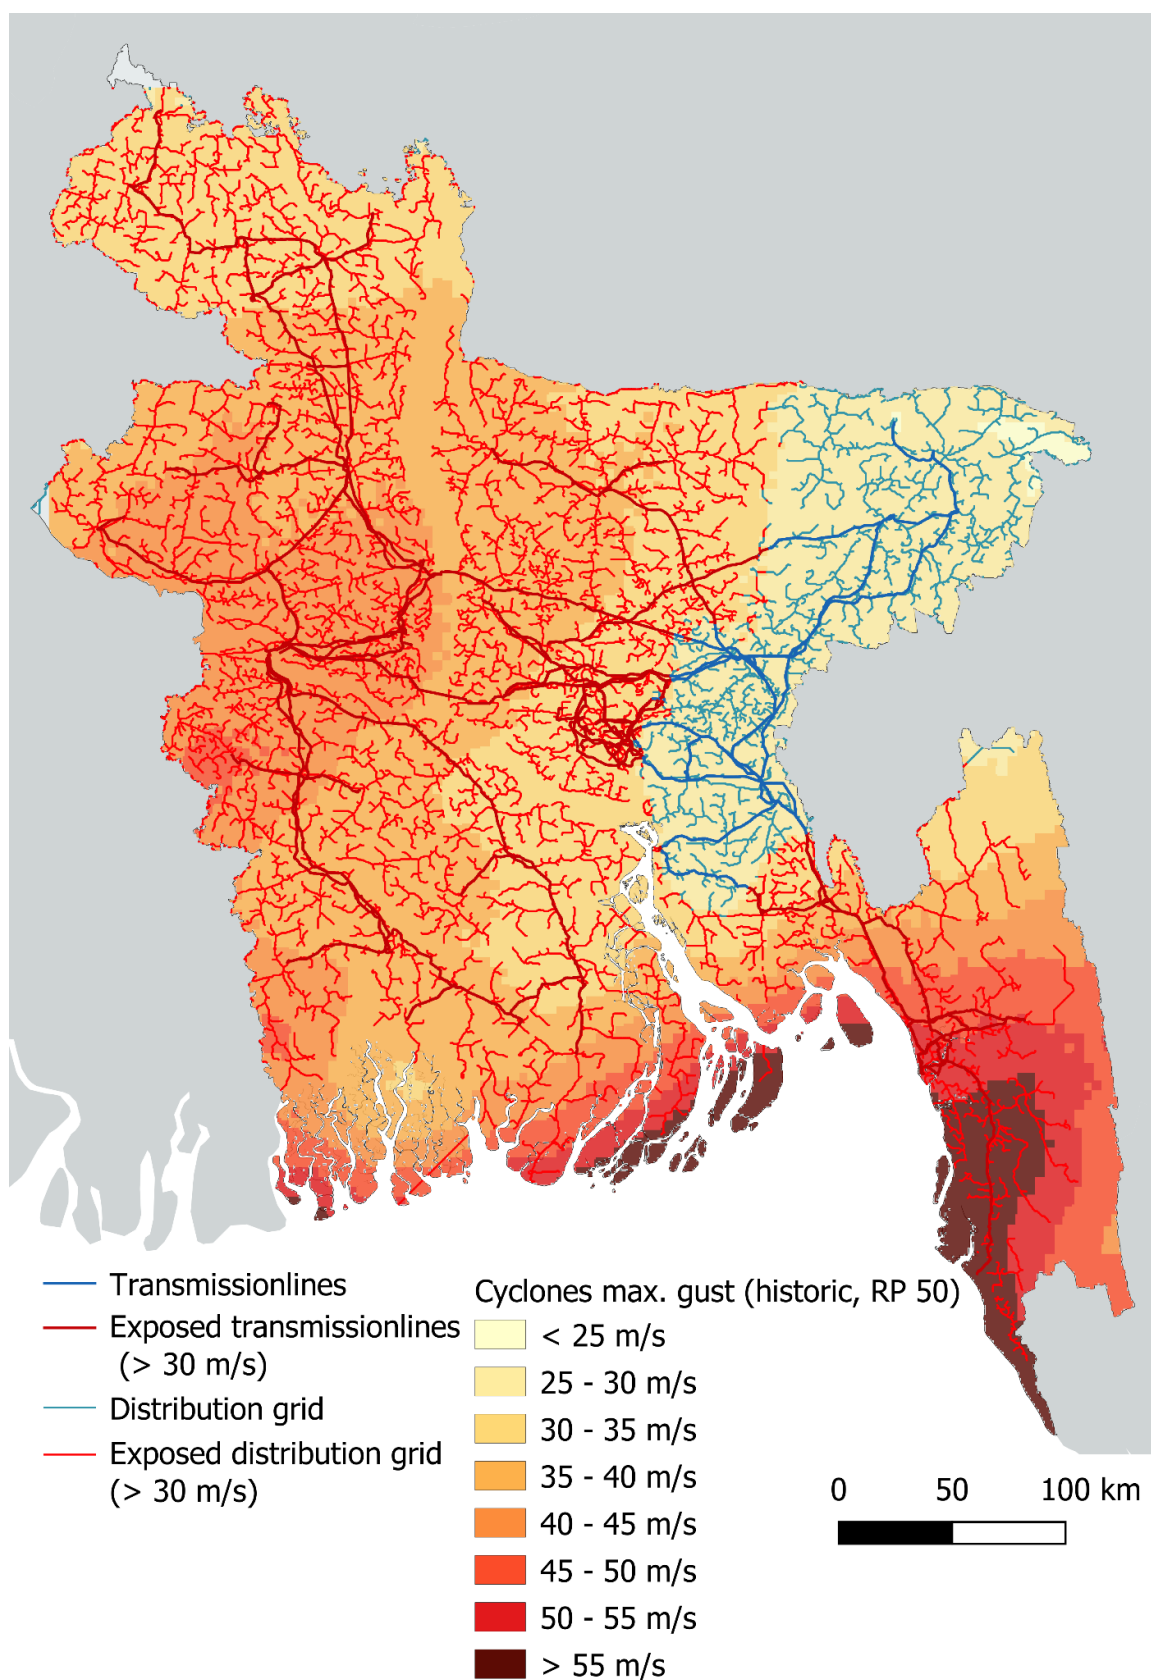 Transmissionlines
Exposed transmissionlines
(> 30 m/s)
Distribution grid
Exposed distribution grid
(> 30 m/s)
Cyclones max. gust (historic, RP 50)
< 25 m/s
25 - 30 m/s
30 - 35 m/s
35 - 40 m/s
40 - 45 m/s
45 - 50 m/s
50 - 55 m/s
> 55 m/s
0 50 100 km